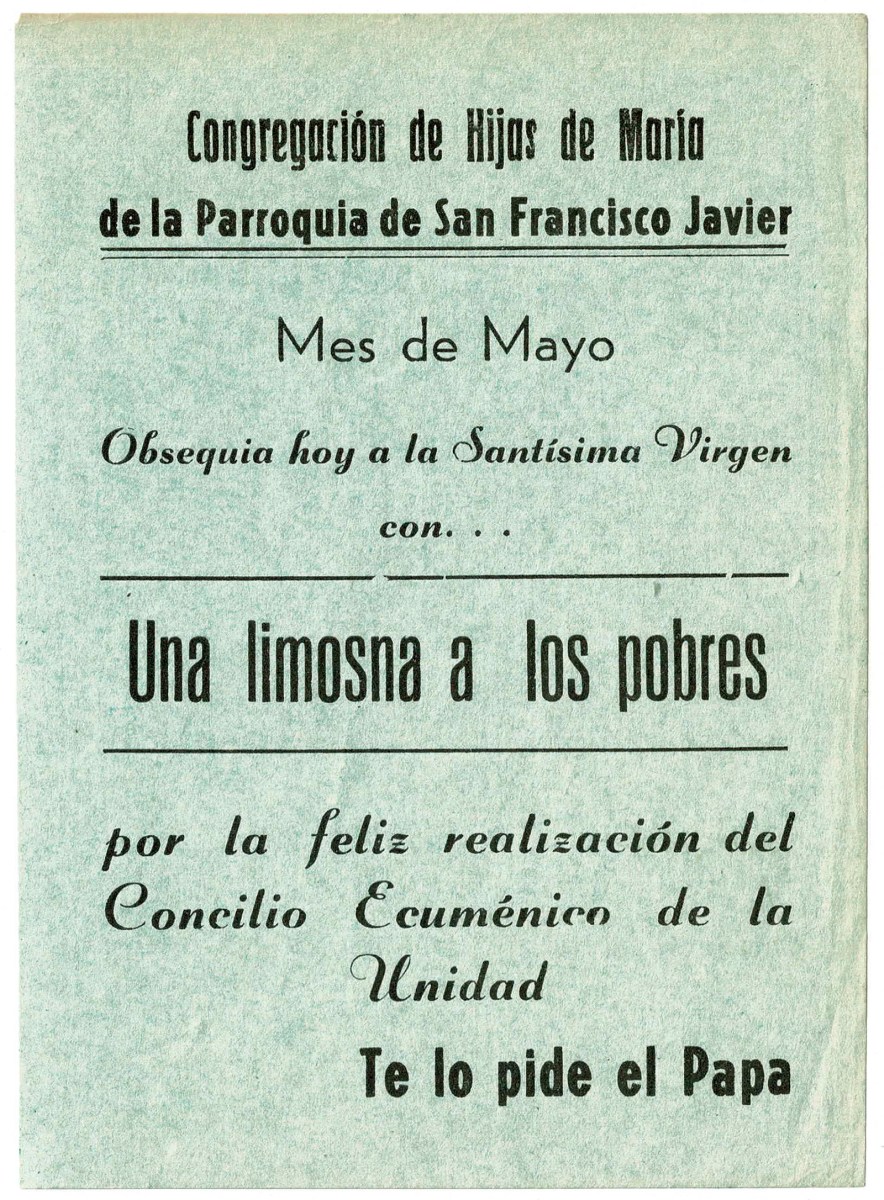 Congregación de Hijas de María
de la Parroquia de San Francisco Javier
Mes de Mayo
Obsequia hoy a la Santísima Virgen
con. . .
Una limosna a los pobres
por la feliz realización del
Concilio Ecuménico de la
Unidad
Te lo pide el Papa